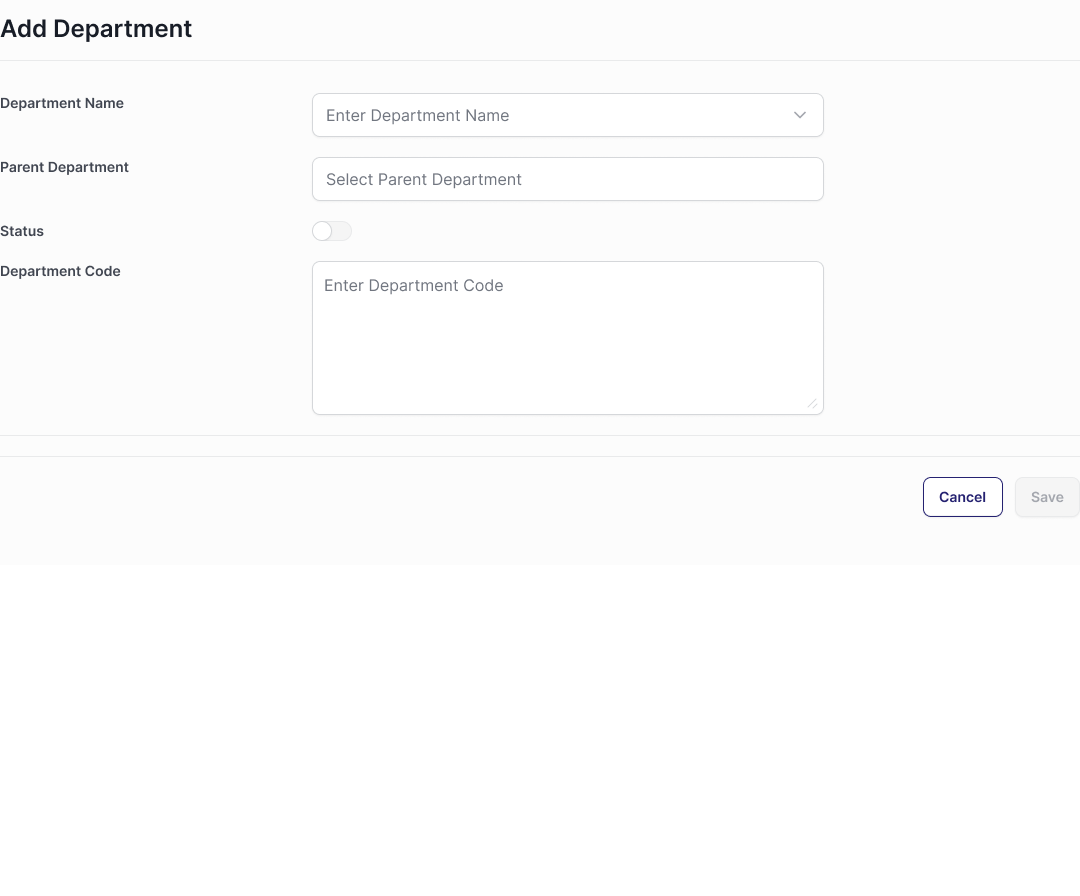 Add Department
Department Name
Enter Department Name
Parent Department
Select Parent Department
Status
Department Code
Enter Department Code
Cancel
Save